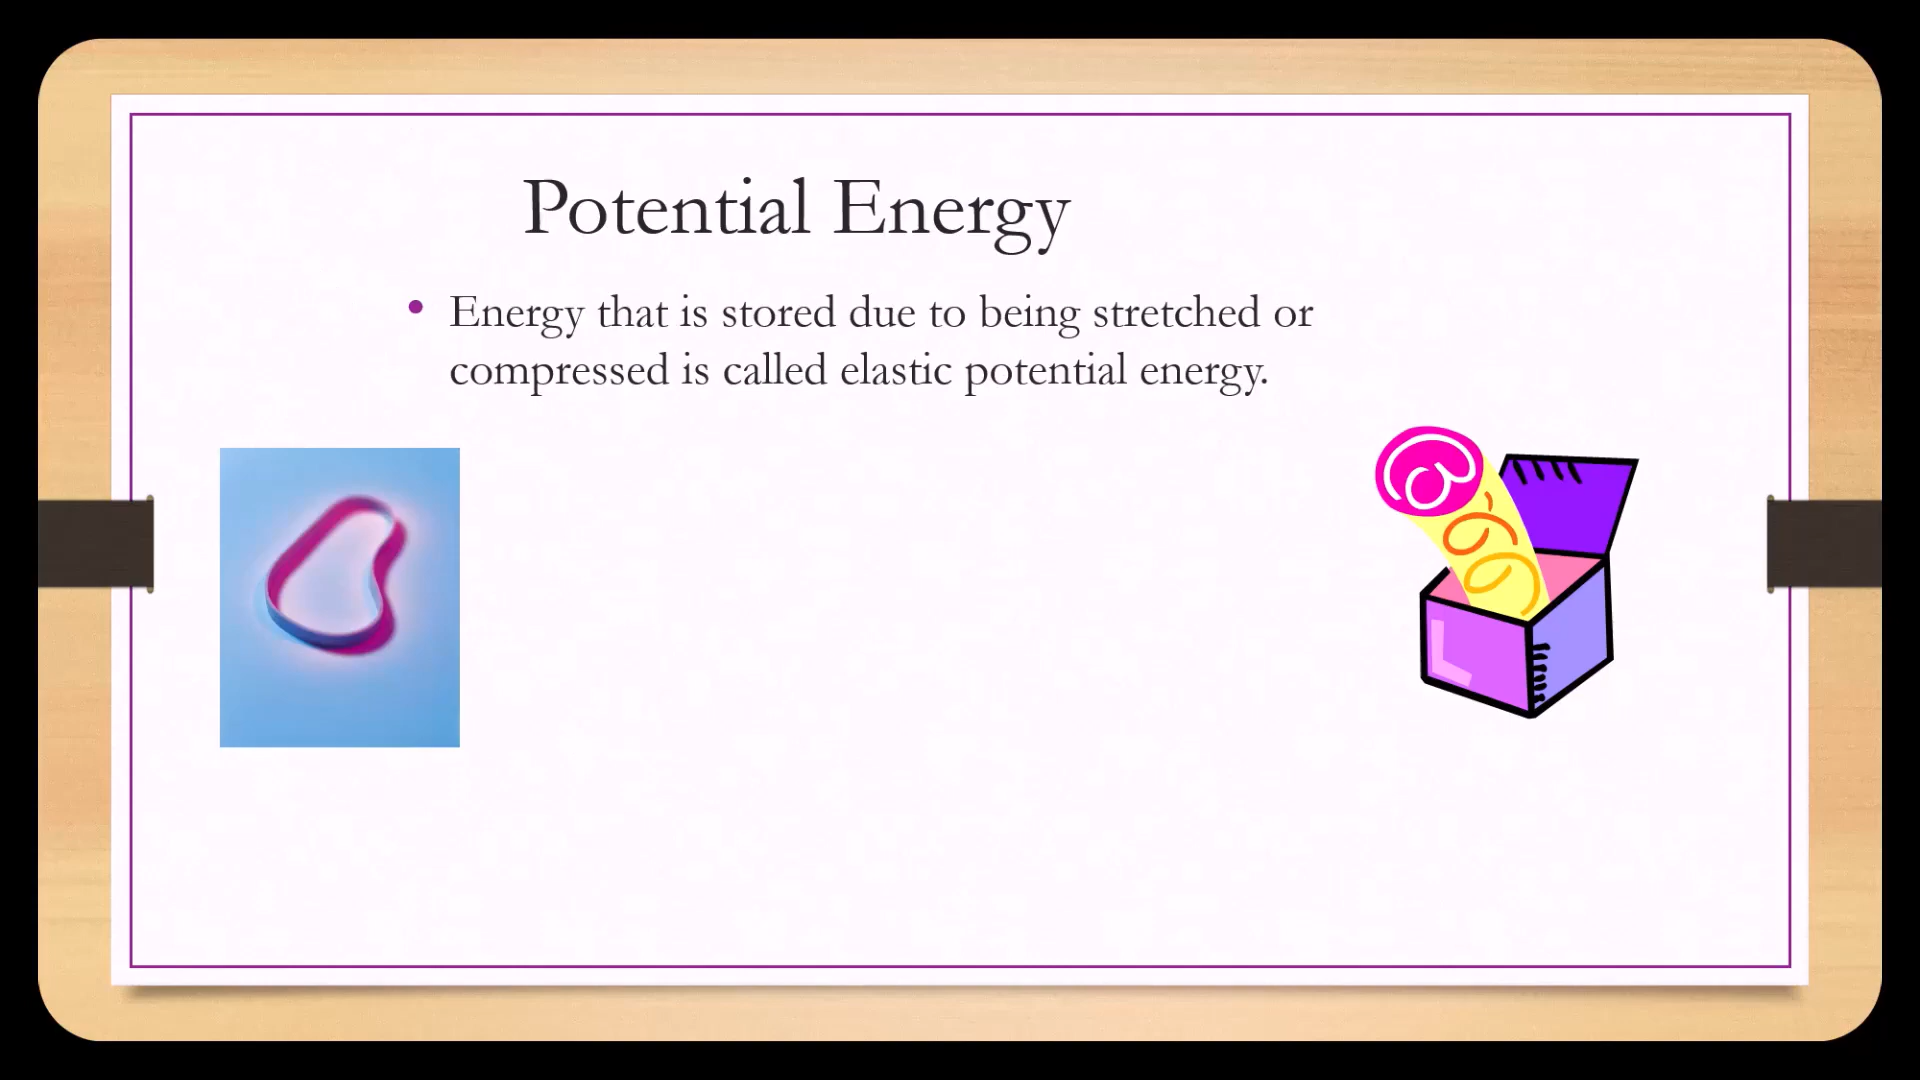 Potential Energy
• Energy that is stored due to being stretched or
compressed is called elastic potential energy.